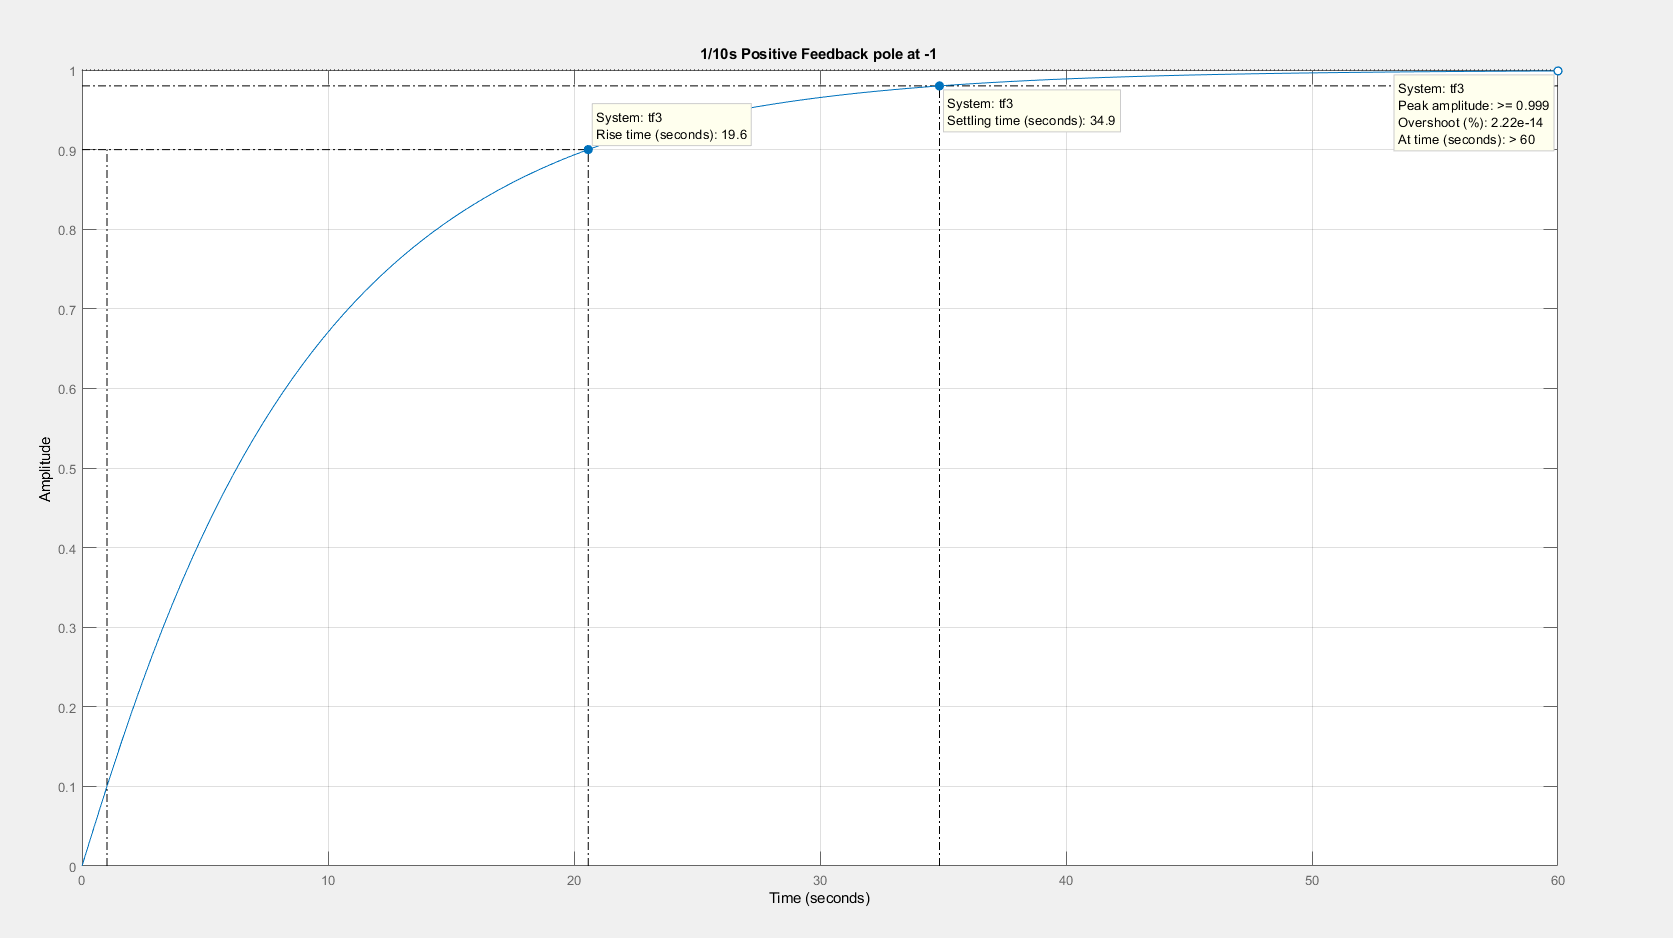 1/10s Positive Feedback pole at -1
1
0.9
0.8
0.7
0.6
0.5
0.4
0.3
0.2
0.1
0
Amplitude
System: tf3
Rise time (seconds): 19.6
System: tf3
Settling time (seconds): 34.9
System: tf3
Peak amplitude: >= 0.999
Overshoot (%): 2.22e-14
At time (seconds): > 60
0 10 20 30 40 50 60
Time (seconds)